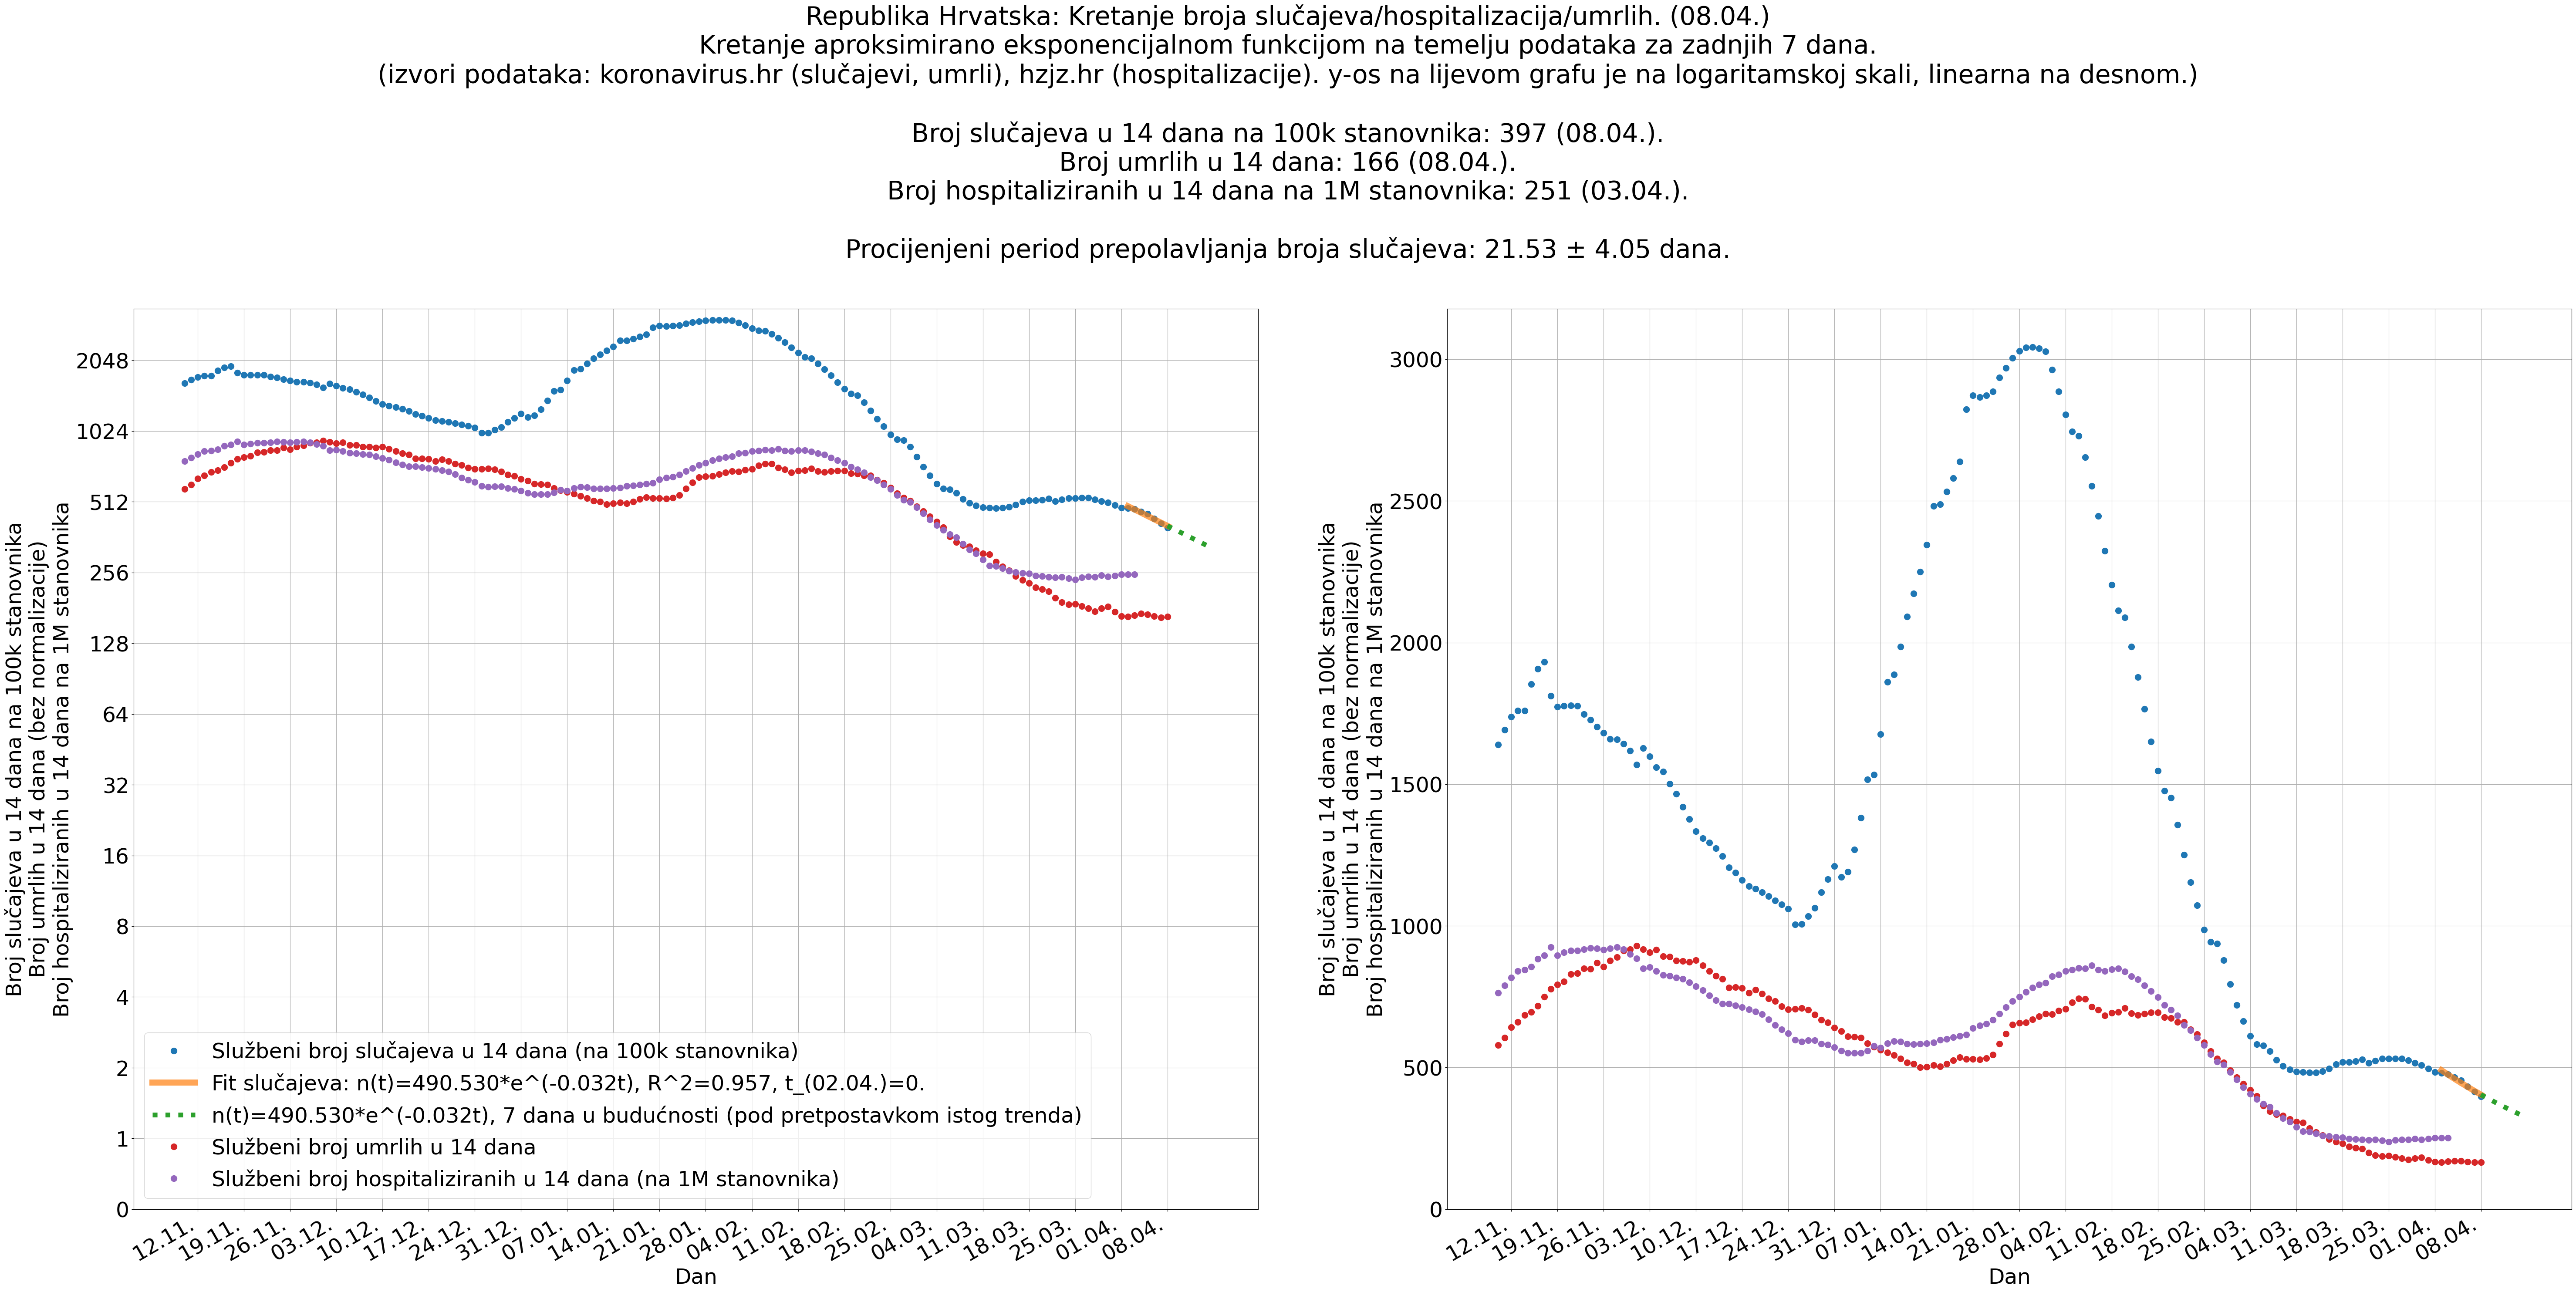 Republika Hrvatska: Kretanje broja slučajeva/hospitalizacija/umrlih. (08.04.)
Kretanje aproksimirano eksponencijalnom funkcijom na temelju podataka za zadnjih 7 dana.
(izvori podataka: koronavirus.hr (slučajevi, umrli), hzjz.hr (hospitalizacije). y-os na lijevom grafu je na logaritamskoj skali, linearna na desnom.)
Broj slučajeva u 14 dana na 100k stanovnika: 397 (08.04.).
Broj umrlih u 14 dana: 166 (08.04.).
Broj hospitaliziranih u 14 dana na 1M stanovnika: 251 (03.04.).
Procijenjeni period prepolavljanja broja slučajeva: 21.53 ± 4.05 dana.
Broj slučajeva u 14 dana na 100k stanovnika
Broj umrlih u 14 dana (bez normalizacije)
Broj hospitaliziranih u 14 dana na 1M stanovnika
2048
1024
512
256
128
64
32
16
8
4
2
1
0
Službeni broj slučajeva u 14 dana (na 100k stanovnika)
Fit slučajeva: n(t)=490.530*e^(-0.032t), R^2=0.957, t_(02.04.)=0.
n(t)=490.530*e^(-0.032t), 7 dana u budućnosti (pod pretpostavkom istog trenda)
Službeni broj umrlih u 14 dana
Službeni broj hospitaliziranih u 14 dana (na 1M stanovnika)
12.11. 19.11. 26.11. 03.12. 10.12. 17.12. 24.12. 31.12. 07.01. 14.01. 21.01. 28.01. 04.02. 11.02. 18.02. 25.02. 04.03. 11.03. 18.03. 25.03. 01.04. 08.04.
Dan
Broj slučajeva u 14 dana na 100k stanovnika
Broj umrlih u 14 dana (bez normalizacije)
Broj hospitaliziranih u 14 dana na 1M stanovnika
3000
2500
2000
1500
1000
500
0
12.11. 19.11. 26.11. 03.12. 10.12. 17.12. 24.12. 31.12. 07.01. 14.01. 21.01. 28.01. 04.02. 11.02. 18.02. 25.02. 04.03. 11.03. 18.03. 25.03. 01.04. 08.04.
Dan